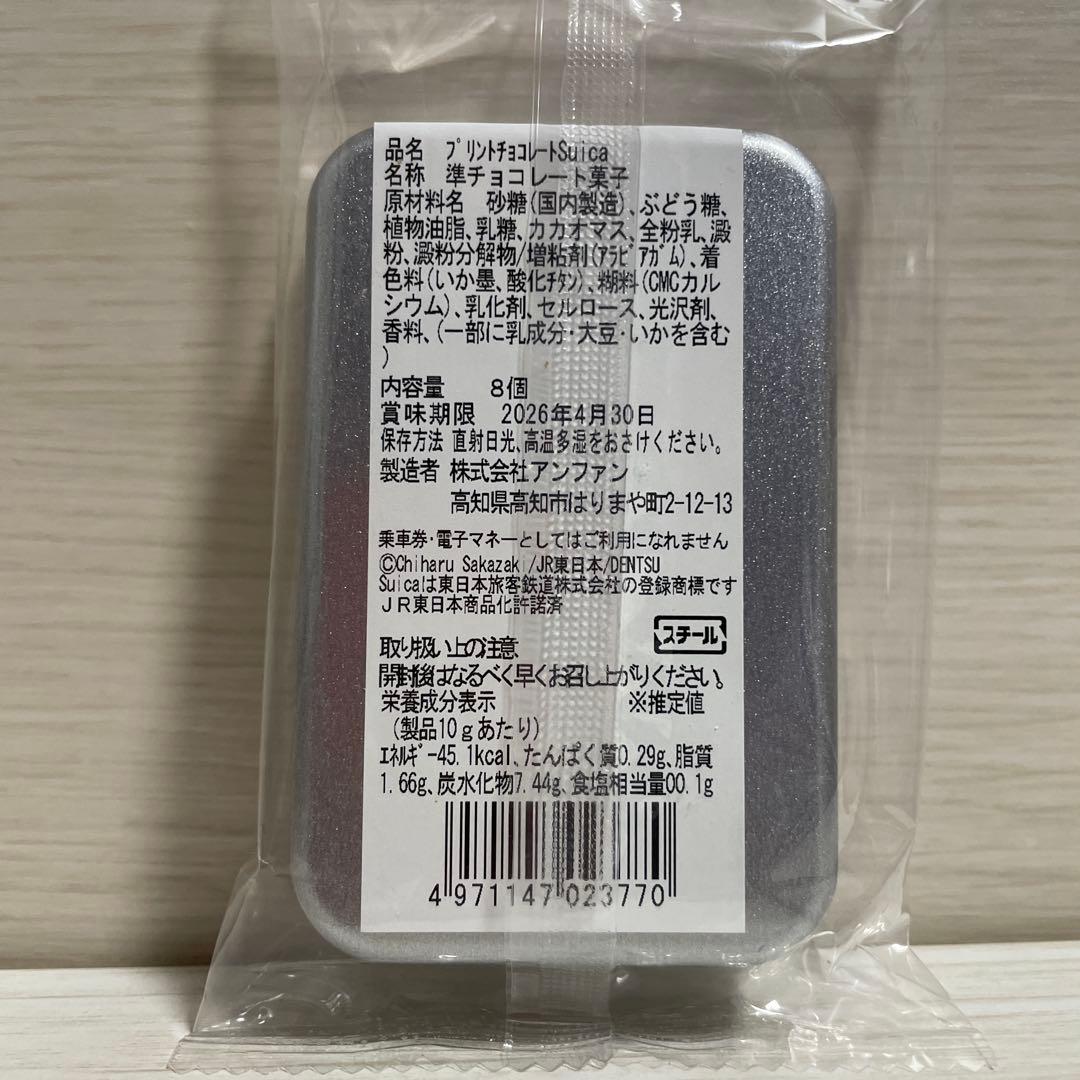 品名　ﾌﾟﾘﾝﾄﾁｮｺﾚｰﾄSuica
名称　準チョコレート菓子
原材料名　砂糖(国内製造)、ぶどう糖、
植物油脂、乳糖、カカオマス、全粉乳、澱
粉、澱粉分解物/増粘剤(ｱﾗﾋﾞｱｶﾞﾑ)、着
色料(いか墨、酸化ﾁﾀﾝ)、糊料(CMCカル
シウム)、乳化剤、セルロース、光沢剤、
香料、(一部に乳成分・大豆・いかを含む
)
内容量　8個
賞味期限　2026年4月30日
保存方法 直射日光、高温多湿をおさけください。
製造者 株式会社アンファン
高知県高知市はりまや町2-12-13
乗車券・電子マネーとしてはご利用になれません
©Chiharu Sakazaki/JR東日本/DENTSU
Suicaは東日本旅客鉄道株式会社の登録商標です
JR東日本商品化許諾済
スチール
取り扱い上の注意
開封後はなるべく早くお召し上がりください。
栄養成分表示　※推定値
(製品10gあたり)
ｴﾈﾙｷﾞｰ45.1kcal、たんぱく質0.29g、脂質
1.66g、炭水化物7.44g、食塩相当量00.1g
4 971147 023770